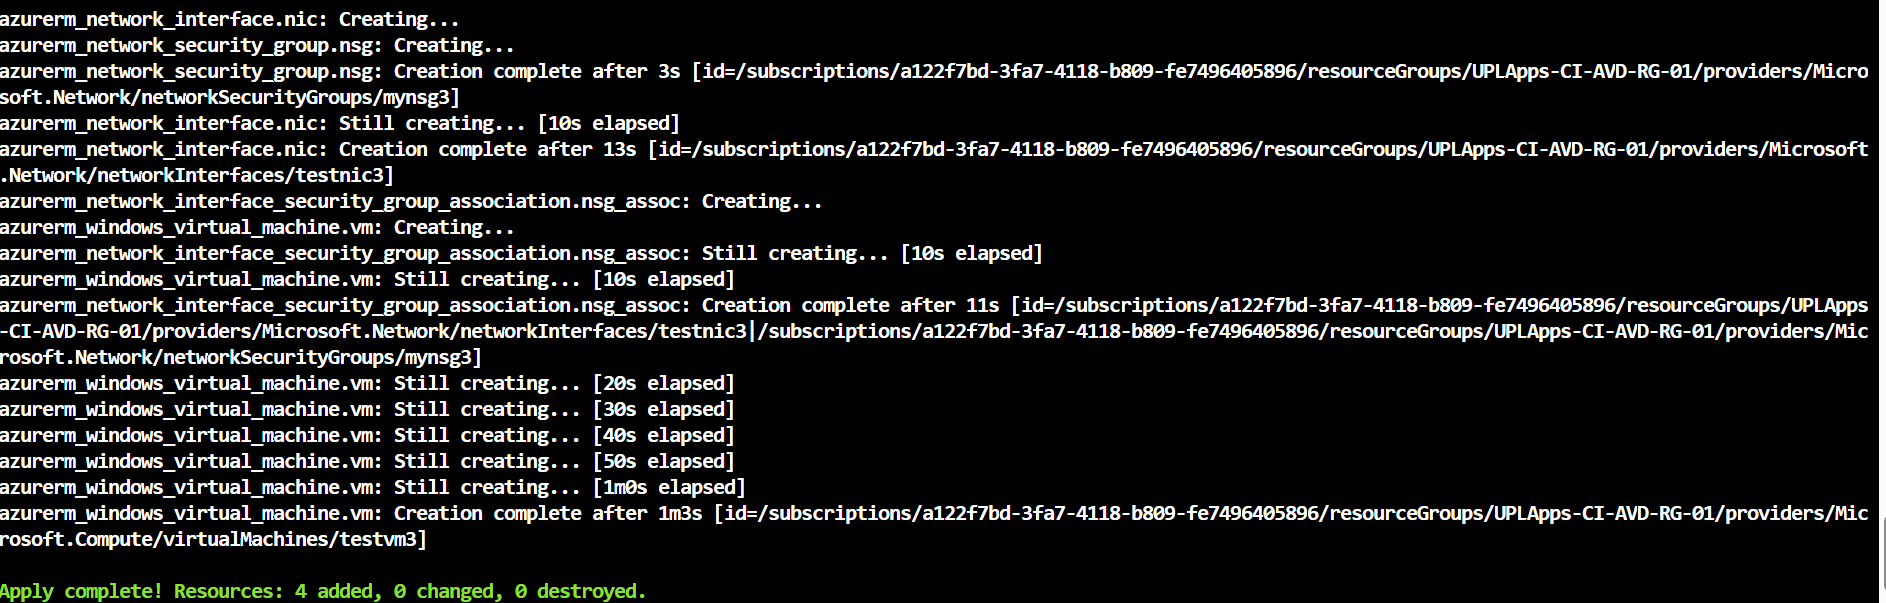 azurerm_network_interface.nic: Creating...
azurerm_network_security_group.nsg: Creating...
azurerm_network_security_group.nsg: Creation complete after 3s [id=/subscriptions/a122f7bd-3fa7-4118-b809-fe7496405896/resourceGroups/UPLApps-CI-AVD-RG-01/providers/Micro
soft.Network/networkSecurityGroups/mynsg3]
azurerm_network_interface.nic: Still creating... [10s elapsed]
azurerm_network_interface.nic: Creation complete after 13s [id=/subscriptions/a122f7bd-3fa7-4118-b809-fe7496405896/resourceGroups/UPLApps-CI-AVD-RG-01/providers/Microsoft
.Network/networkInterfaces/testnic3]
azurerm_network_interface_security_group_association.nsg_assoc: Creating...
azurerm_windows_virtual_machine.vm: Creating...
azurerm_network_interface_security_group_association.nsg_assoc: Still creating... [10s elapsed]
azurerm_windows_virtual_machine.vm: Still creating... [10s elapsed]
azurerm_network_interface_security_group_association.nsg_assoc: Creation complete after 11s [id=/subscriptions/a122f7bd-3fa7-4118-b809-fe7496405896/resourceGroups/UPLApps
-CI-AVD-RG-01/providers/Microsoft.Network/networkInterfaces/testnic3|/subscriptions/a122f7bd-3fa7-4118-b809-fe7496405896/resourceGroups/UPLApps-CI-AVD-RG-01/providers/Mic
rosoft.Network/networkSecurityGroups/mynsg3]
azurerm_windows_virtual_machine.vm: Still creating... [20s elapsed]
azurerm_windows_virtual_machine.vm: Still creating... [30s elapsed]
azurerm_windows_virtual_machine.vm: Still creating... [40s elapsed]
azurerm_windows_virtual_machine.vm: Still creating... [50s elapsed]
azurerm_windows_virtual_machine.vm: Still creating... [1m0s elapsed]
azurerm_windows_virtual_machine.vm: Creation complete after 1m3s [id=/subscriptions/a122f7bd-3fa7-4118-b809-fe7496405896/resourceGroups/UPLApps-CI-AVD-RG-01/providers/Mic
rosoft.Compute/virtualMachines/testvm3]
Apply complete! Resources: 4 added, 0 changed, 0 destroyed.